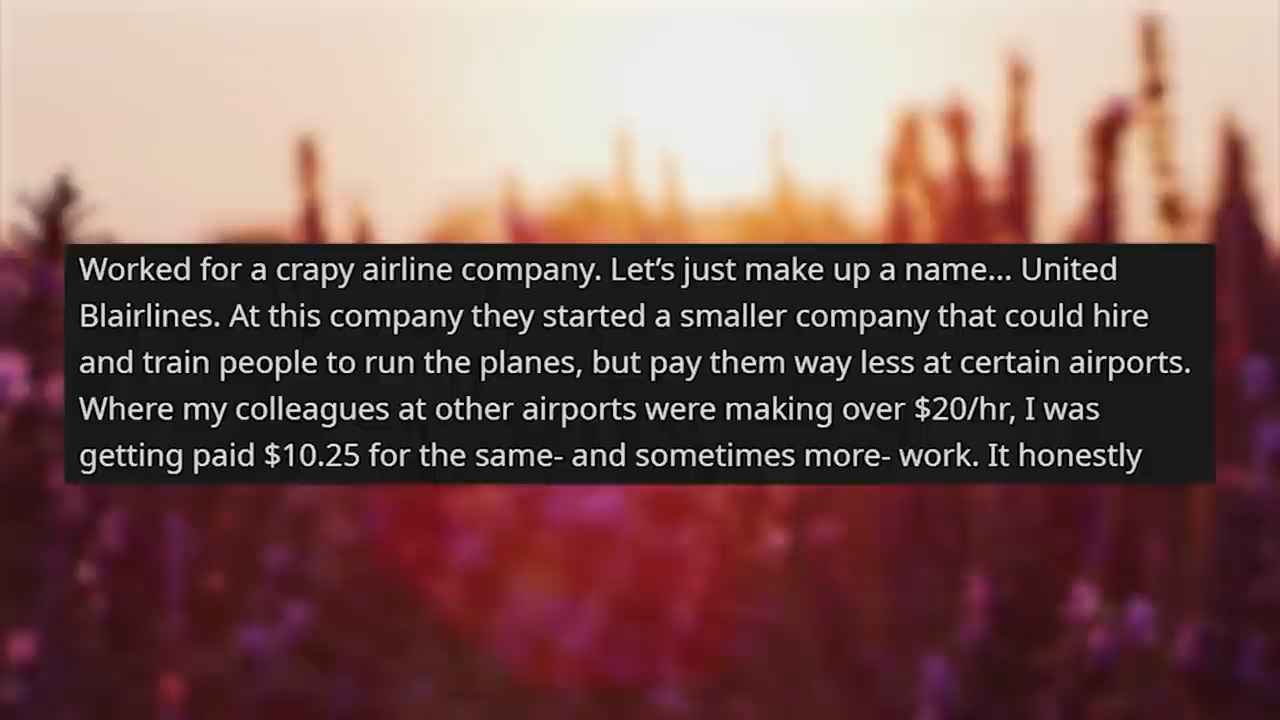 Worked for a crapy airline company. Let’s just make up a name... United
Blairlines. At this company they started a smaller company that could hire
and train people to run the planes, but pay them way less at certain airports.
Where my colleagues at other airports were making over $20/hr, I was
getting paid $10.25 for the same- and sometimes more- work. It honestly